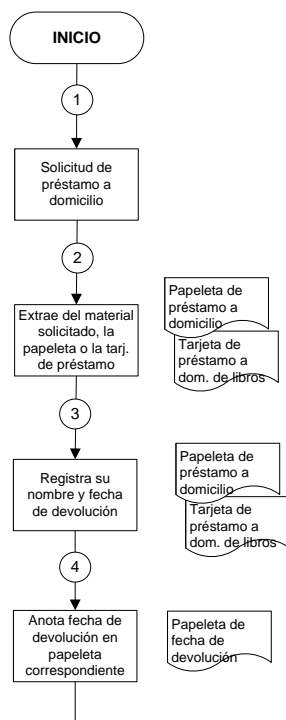 INICIO
1
Solicitud de
préstamo a
domicilio
2
Extrae del material
solicitado, la
papeleta o la tarj.
de préstamo
Papeleta de
préstamo a
domicilio
Tarjeta de
préstamo a
dom. de libros
3
Registra su
nombre y fecha
de devolución
Papeleta de
préstamo a
domicilio
Tarjeta de
préstamo a
dom. de libros
4
Anota fecha de
devolución en
papeleta
correspondiente
Papeleta de
fecha de
devolución